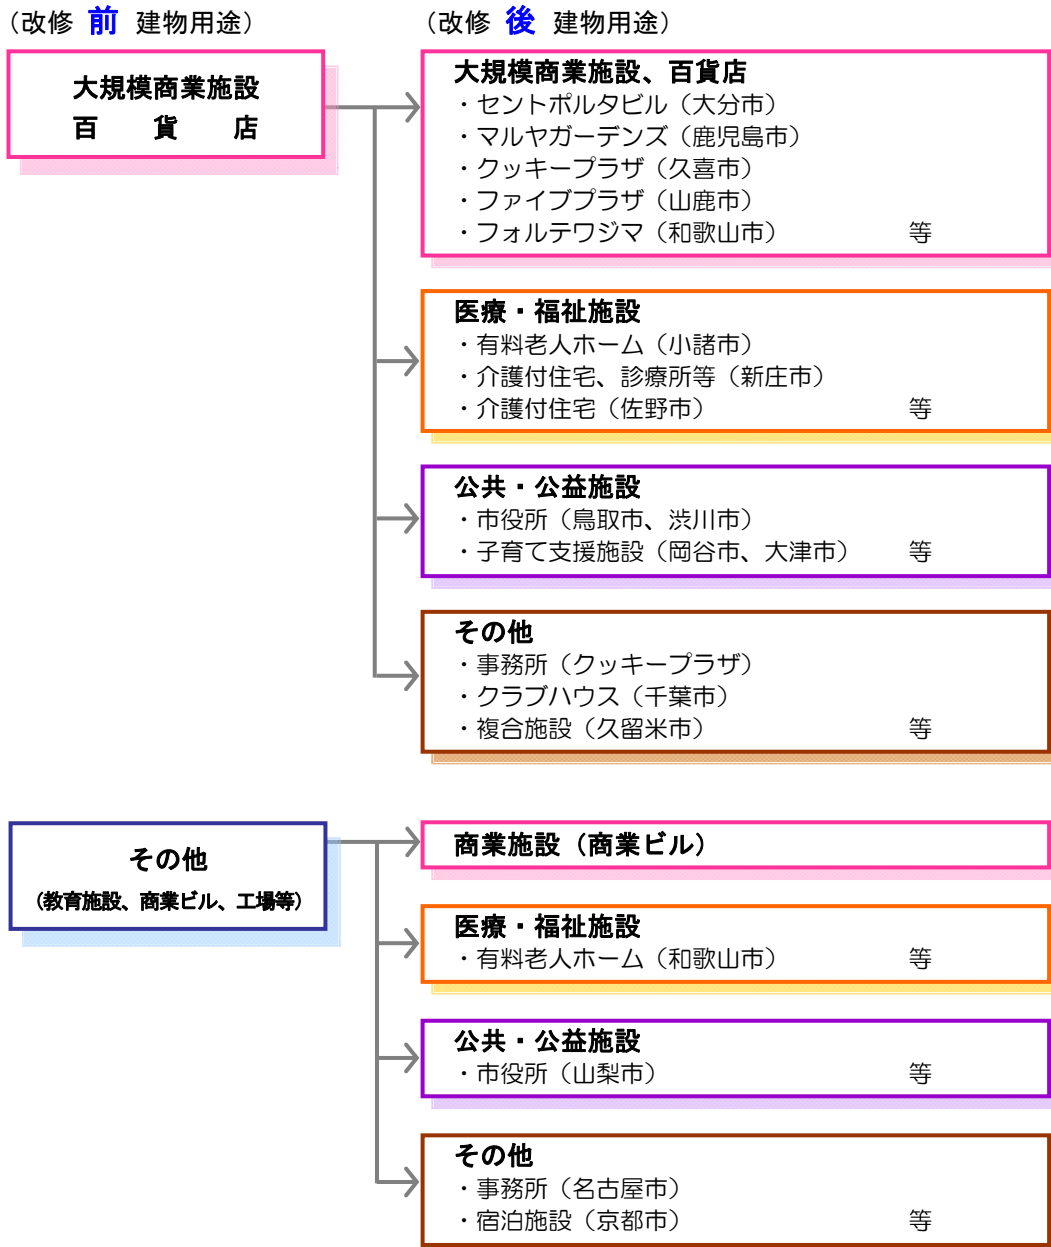 （改修 前 建物用途）
（改修 後 建物用途）
大規模商業施設
百　貨　店
大規模商業施設、百貨店
・セントポルタビル（大分市）
・マルヤガーデンズ（鹿児島市）
・クッキープラザ（久喜市）
・ファイブプラザ（山鹿市）
・フォルテワジマ（和歌山市）　等
医療・福祉施設
・有料老人ホーム（小諸市）
・介護付住宅、診療所等（新庄市）
・介護付住宅（佐野市）　等
公共・公益施設
・市役所（鳥取市、渋川市）
・子育て支援施設（岡谷市、大津市）　等
その他
・事務所（クッキープラザ）
・クラブハウス（千葉市）
・複合施設（久留米市）　等
その他
（教育施設、商業ビル、工場等）
商業施設（商業ビル）
医療・福祉施設
・有料老人ホーム（和歌山市）　等
公共・公益施設
・市役所（山梨市）　等
その他
・事務所（名古屋市）
・宿泊施設（京都市）　等